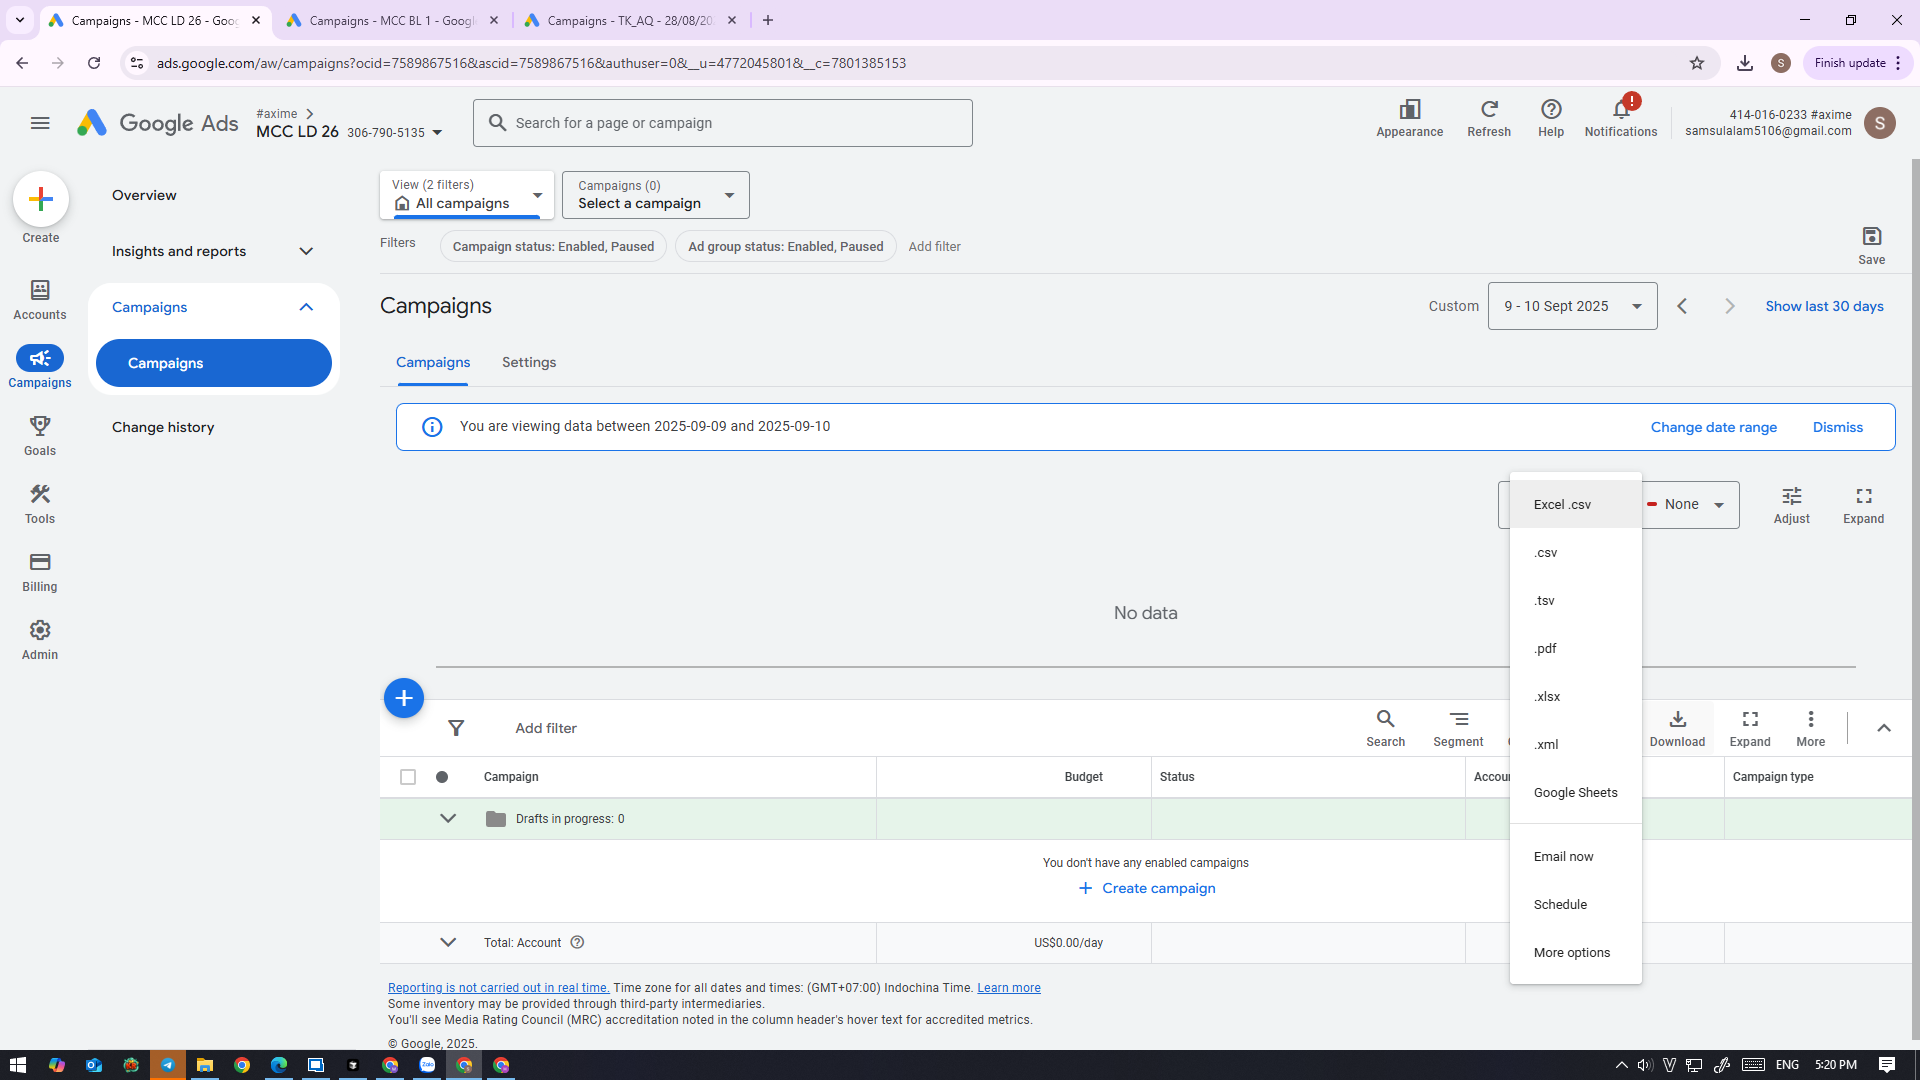 Campaigns - MCC LD 26 - Goog
Campaigns - MCC BL 1 - Google
Campaigns - TK_AQ - 28/08/202
ads.google.com/aw/campaigns?ocid=7589867516&ascid=7589867516&authuser=0&__u=4772045801&__c=7801385153
S
Finish update
Google Ads
#axime
MCC LD 26 306-790-5135
Search for a page or campaign
Appearance
Refresh
Help
!
Notifications
414-016-0233 #axime
samsulalam5106@gmail.com
S
Create
Accounts
Campaigns
Goals
Tools
Billing
Admin
Overview
Insights and reports
Campaigns
Campaigns
Change history
View (2 filters)
All campaigns
Campaigns (0)
Select a campaign
Filters
Campaign status: Enabled, Paused
Ad group status: Enabled, Paused
Add filter
Save
Campaigns
Custom
9 - 10 Sept 2025
Show last 30 days
Campaigns
Settings
You are viewing data between 2025-09-09 and 2025-09-10
Change date range
Dismiss
None
Adjust
Expand
Excel .csv
.csv
.tsv
.pdf
.xlsx
.xml
Google Sheets
Email now
Schedule
More options
No data
Add filter
Search
Segment
Download
Expand
More
Campaign
Budget
Status
Accou
Campaign type
Drafts in progress: 0
You don't have any enabled campaigns
Create campaign
Total: Account
US$0.00/day
Reporting is not carried out in real time. Time zone for all dates and times: (GMT+07:00) Indochina Time. Learn more
Some inventory may be provided through third-party intermediaries.
You'll see Media Rating Council (MRC) accreditation noted in the column header's hover text for accredited metrics.
© Google, 2025.
Zalo
ENG
5:20 PM